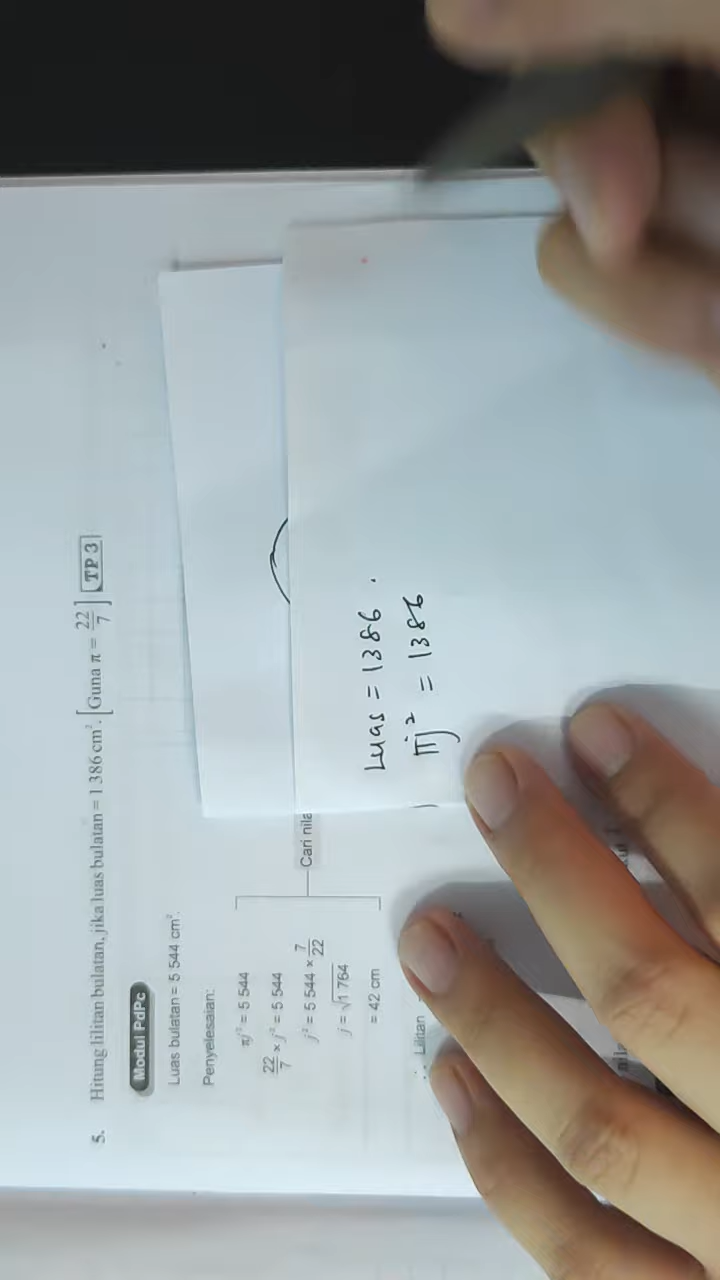 5. Hitung lilitan bulatan, jika luas bulatan = 1 386 cm². [Guna π = 22/7] TP 3
Modul PdPc
Luas bulatan = 5 544 cm².
Penyelesaian:
πj² = 5 544
22/7 × j² = 5 544
j² = 5 544 × 7/22
j = √1 764
= 42 cm
Cari nila
∴ Lilitan
Luas = 1386.
πj² = 1386